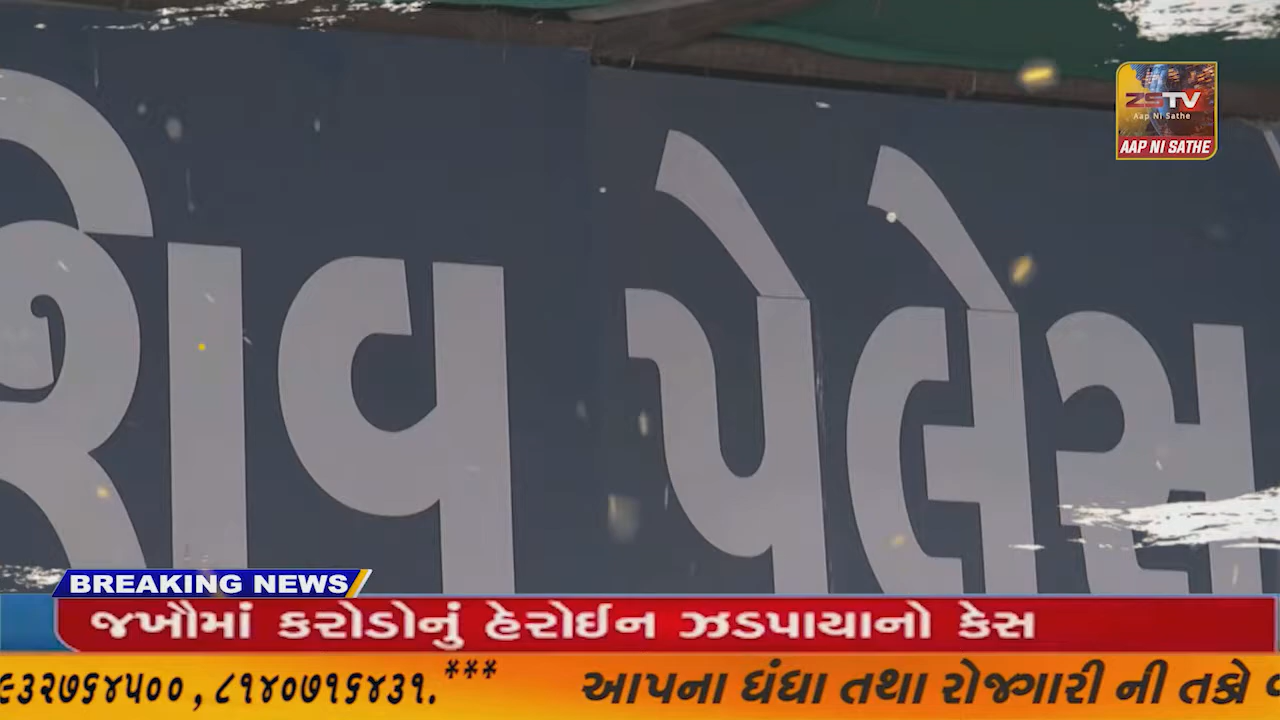 ZSTV
Aap Ni Sathe
AAP NI SATHE
શિવ પેલેસ
BREAKING NEWS
જખૌમાં કરોડોનું હેરોઈન ઝડપાયાનો કેસ
૯૩૨૭૬૪૫૦૦, ૮૧૪૦૭૧૬૪૩૧.*** આપના ધંધા તથા રોજગારી ની તકો